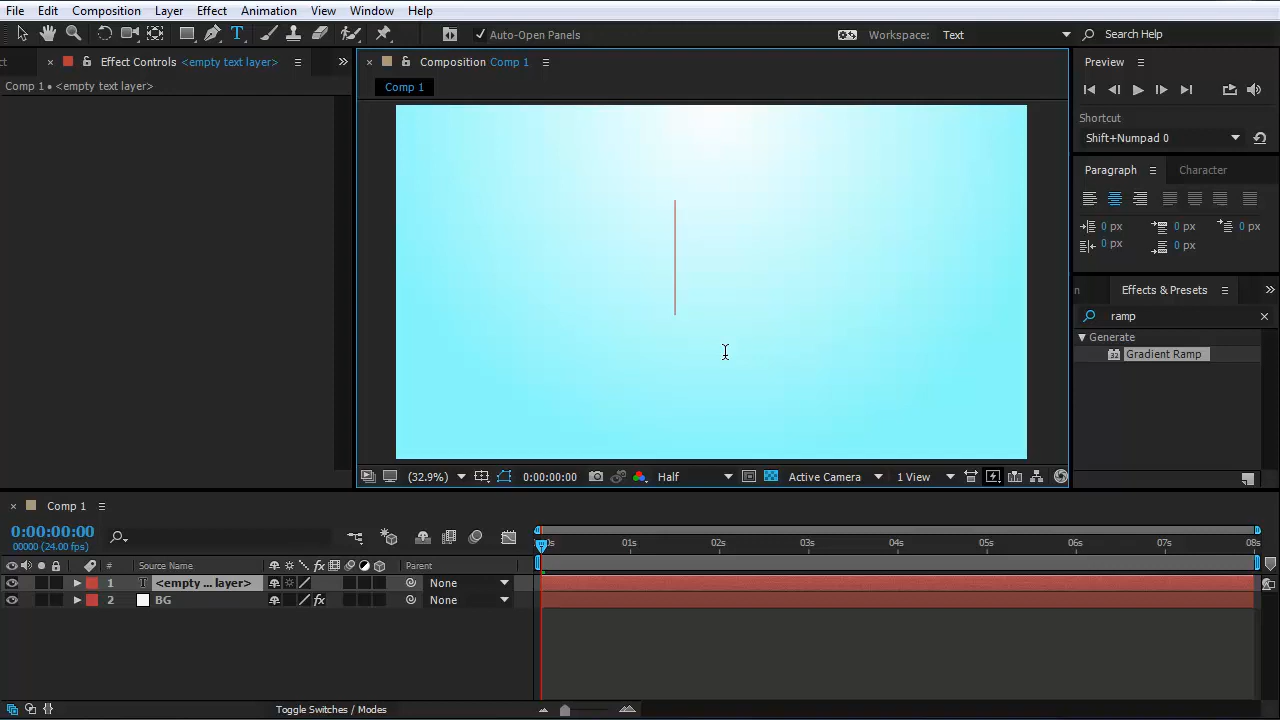 File Edit Composition Layer Effect Animation View Window Help
T Auto-Open Panels Workspace: Text Search Help
ct × Effect Controls <empty text layer> »
Comp 1 • <empty text layer>
× Composition Comp 1
Comp 1
Preview
Shortcut
Shift+Numpad 0
Paragraph Character
0 px 0 px 0 px
0 px 0 px
n Effects & Presets »
ramp ×
Generate
32 Gradient Ramp
(32.9%) 0:00:00:00 Half Active Camera 1 View
× Comp 1
0:00:00:00
00000 (24.00 fps)
0s 01s 02s 03s 04s 05s 06s 07s 08s
# Source Name fx Parent
1 T <empty ... layer> None
2 BG fx None
Toggle Switches / Modes